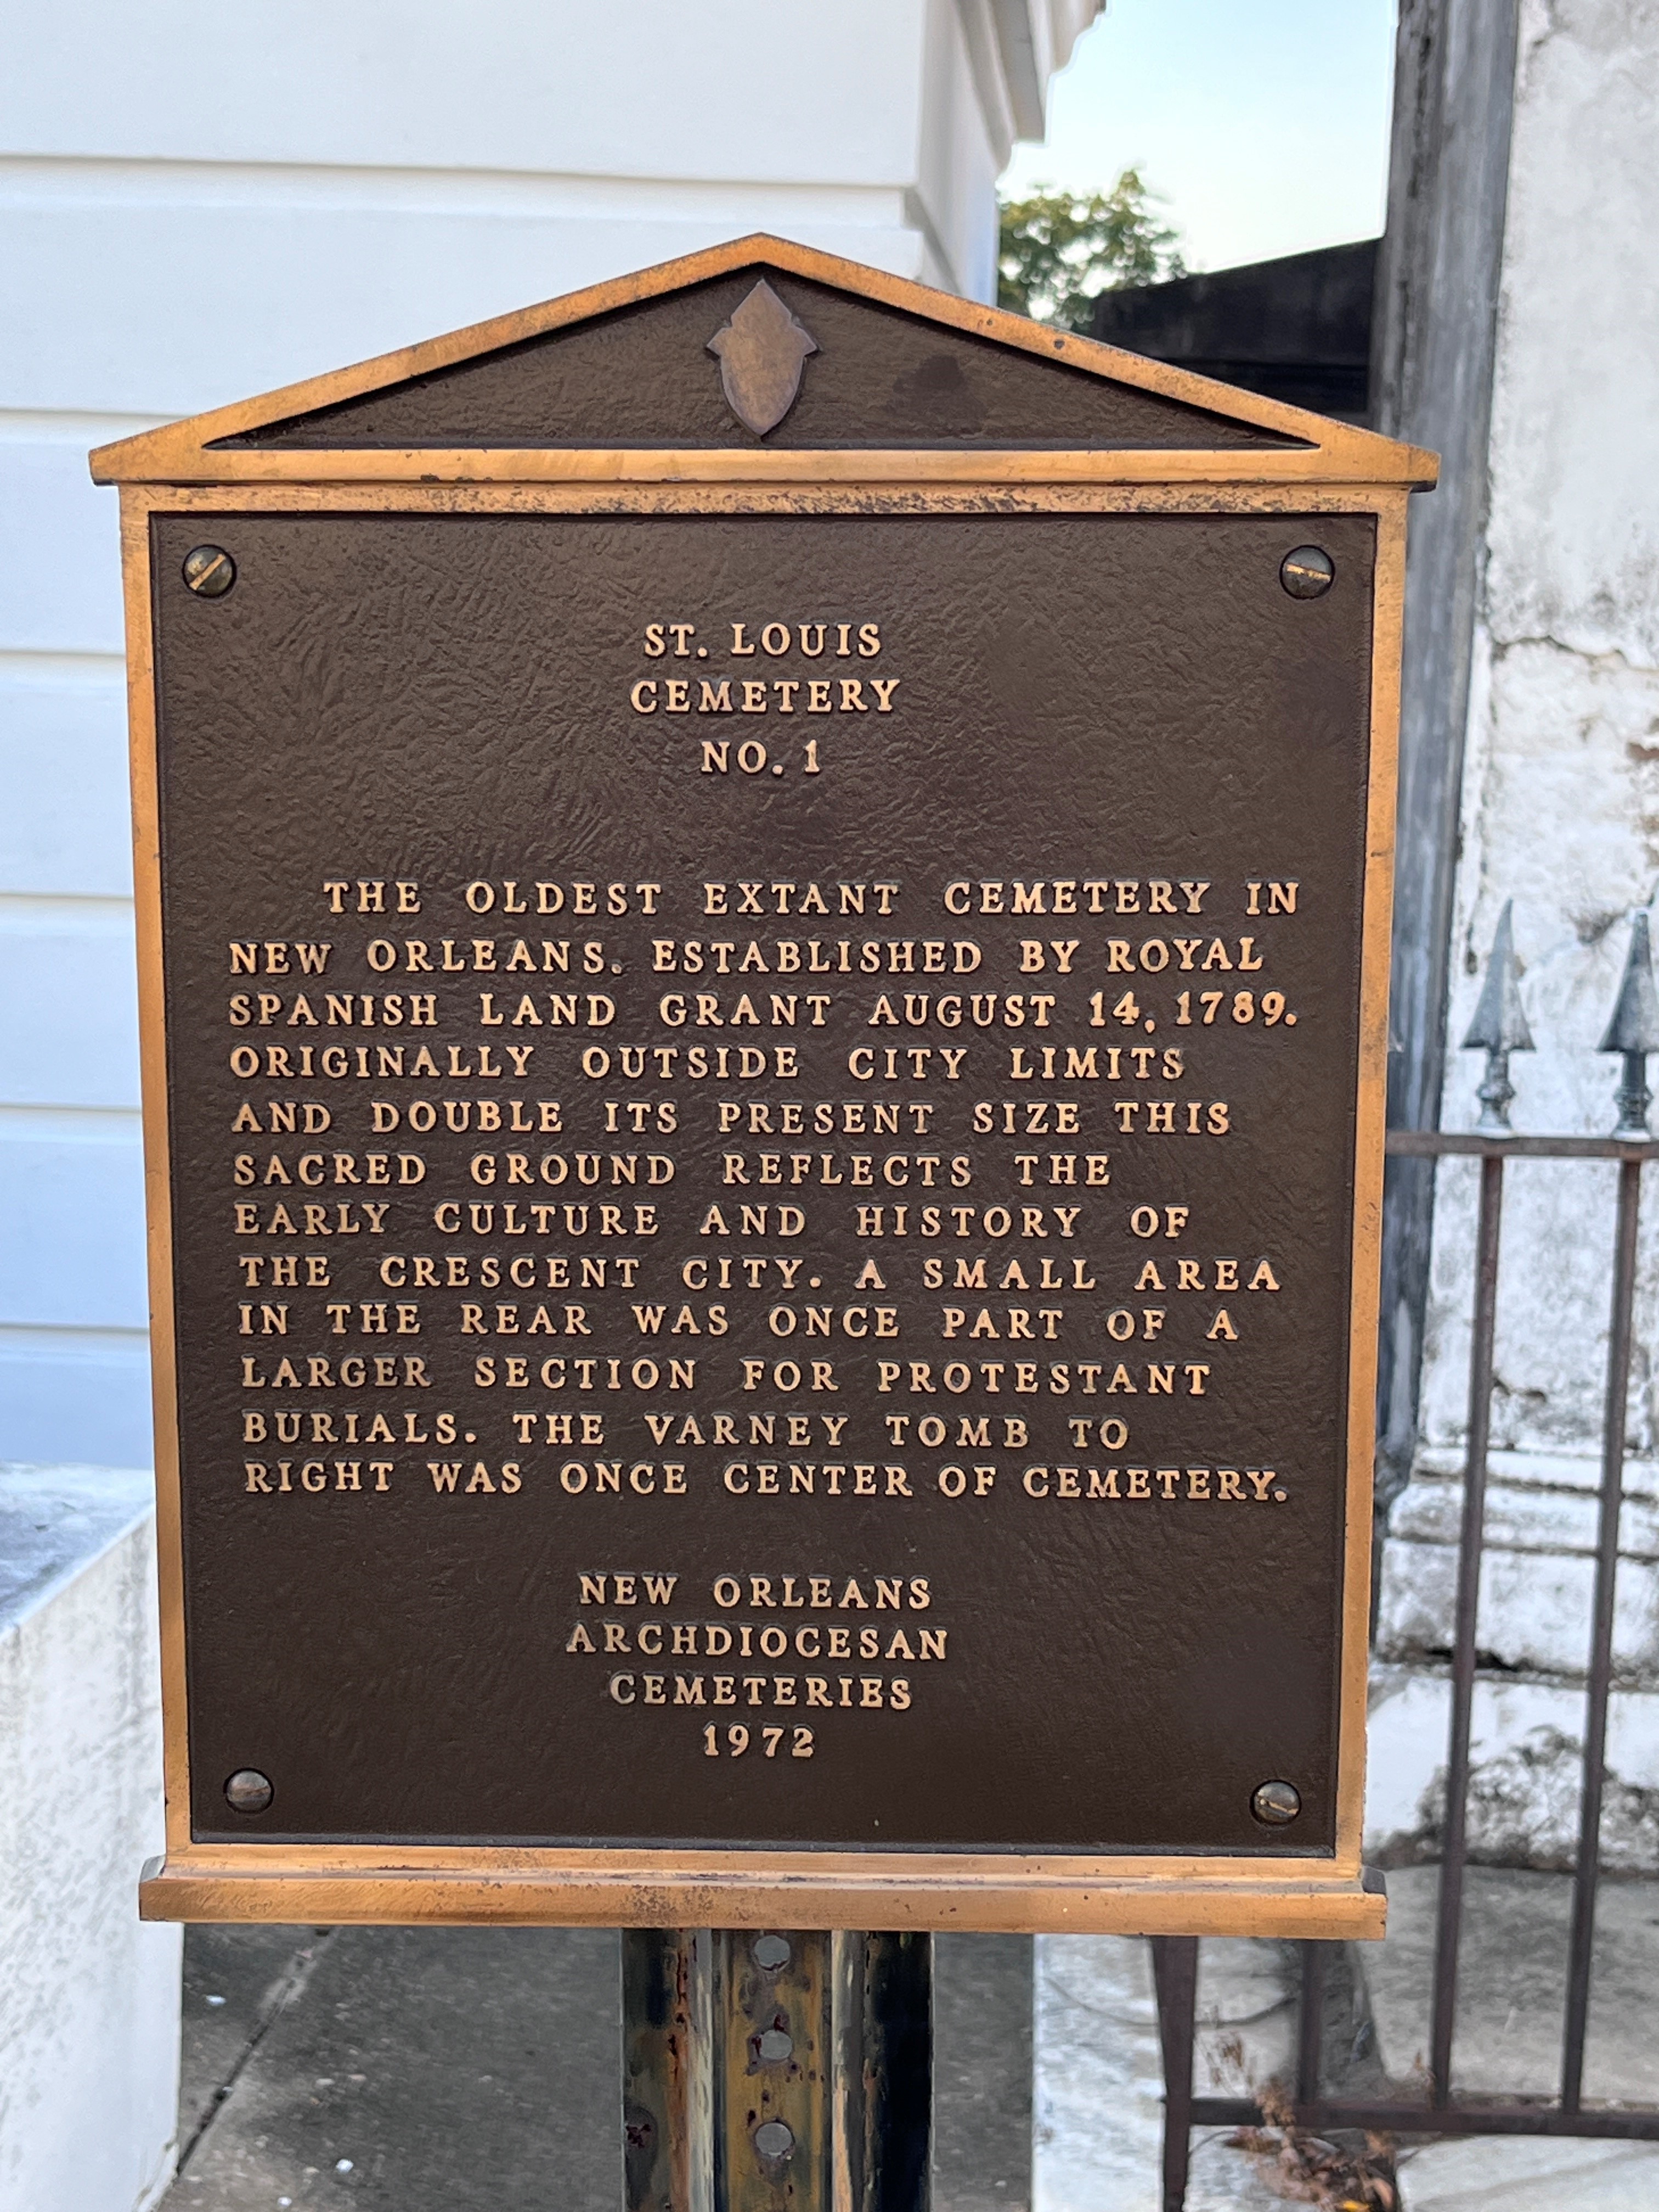 ST. LOUIS
CEMETERY
NO. 1
THE OLDEST EXTANT CEMETERY IN
NEW ORLEANS. ESTABLISHED BY ROYAL
SPANISH LAND GRANT AUGUST 14, 1789.
ORIGINALLY OUTSIDE CITY LIMITS
AND DOUBLE ITS PRESENT SIZE THIS
SACRED GROUND REFLECTS THE
EARLY CULTURE AND HISTORY OF
THE CRESCENT CITY. A SMALL AREA
IN THE REAR WAS ONCE PART OF A
LARGER SECTION FOR PROTESTANT
BURIALS. THE VARNEY TOMB TO
RIGHT WAS ONCE CENTER OF CEMETERY.
NEW ORLEANS
ARCHDIOCESAN
CEMETERIES
1972